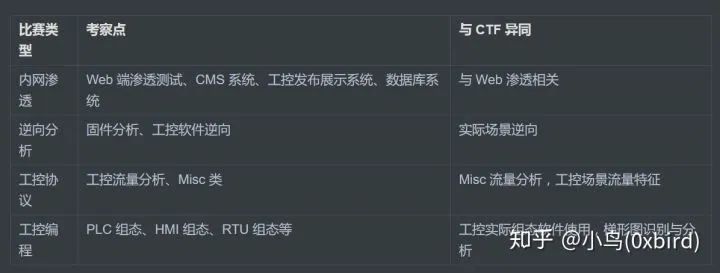 比赛类型 考察点 与 CTF 异同
内网渗透 Web 端渗透测试、CMS 系统、工控发布展示系统、数据库系统 与 Web 渗透相关
逆向分析 固件分析、工控软件逆向 实际场景逆向
工控协议 工控流量分析、Misc 类 Misc 流量分析，工控场景流量特征
工控编程 PLC 组态、HMI 组态、RTU 组态等 工控实际组态软件使用，梯形图识别与分析
知乎 @小鸟(0xbird)